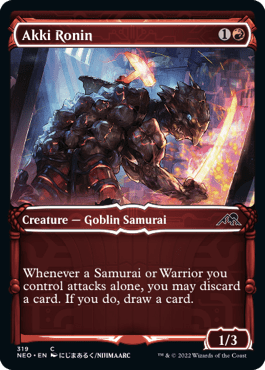 Akki Ronin 1
Creature — Goblin Samurai
Whenever a Samurai or Warrior you
control attacks alone, you may discard
a card. If you do, draw a card.
1/3
319 C
NEO • EN にじまあるく/NIJIMAARC
™ & © 2022 Wizards of the Coast